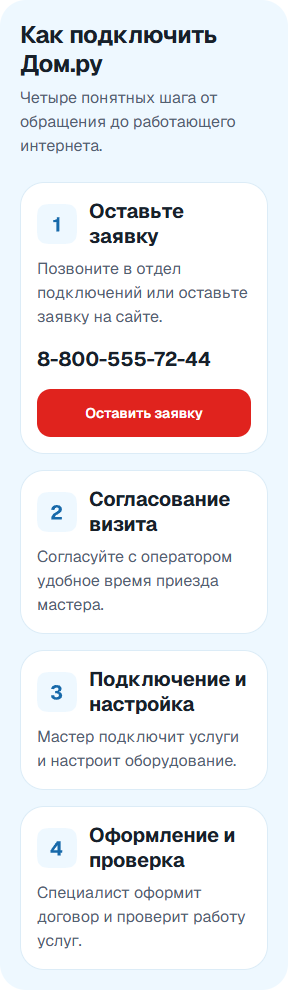 Как подключить
Дом.ру
Четыре понятных шага от
обращения до работающего
интернета.
1
Оставьте
заявку
Позвоните в отдел
подключений или оставьте
заявку на сайте.
8-800-555-72-44
Оставить заявку
2
Согласование
визита
Согласуйте с оператором
удобное время приезда
мастера.
3
Подключение и
настройка
Мастер подключит услуги
и настроит оборудование.
4
Оформление и
проверка
Специалист оформит
договор и проверит работу
услуг.